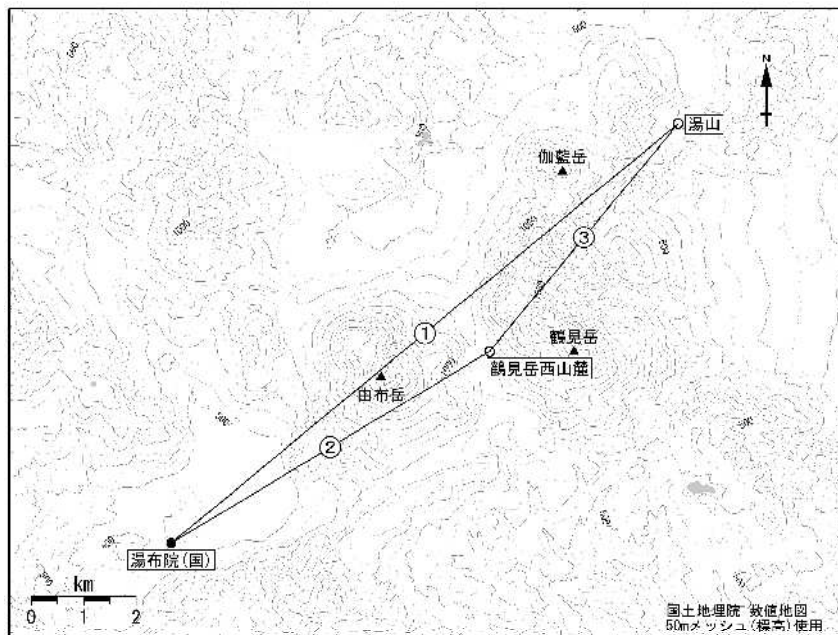 N
湯山
伽藍岳
③
①
鶴見岳
鶴見岳西山麓
由布岳
②
湯布院(国)
km
0 1 2
国土地理院 数値地図
50mメッシュ(標高)使用